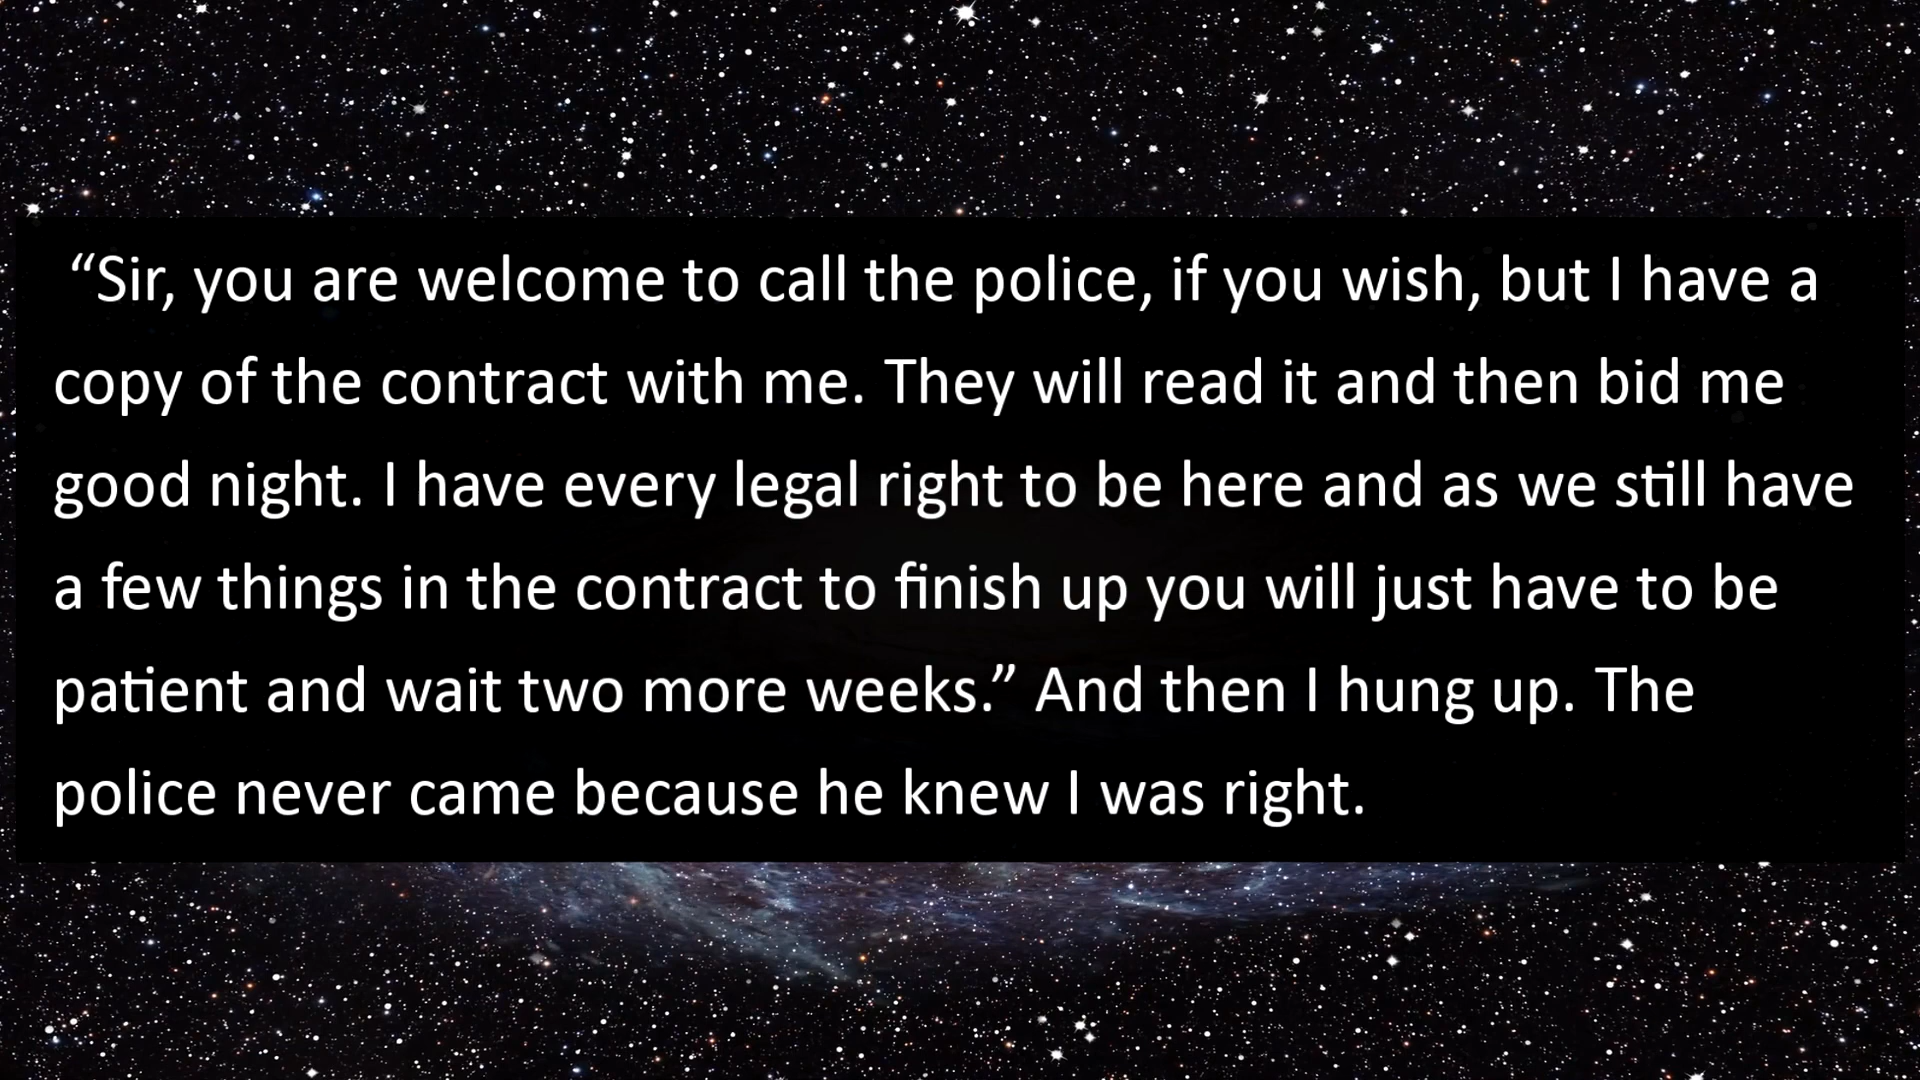 “Sir, you are welcome to call the police, if you wish, but I have a
copy of the contract with me. They will read it and then bid me
good night. I have every legal right to be here and as we still have
a few things in the contract to finish up you will just have to be
patient and wait two more weeks.” And then I hung up. The
police never came because he knew I was right.